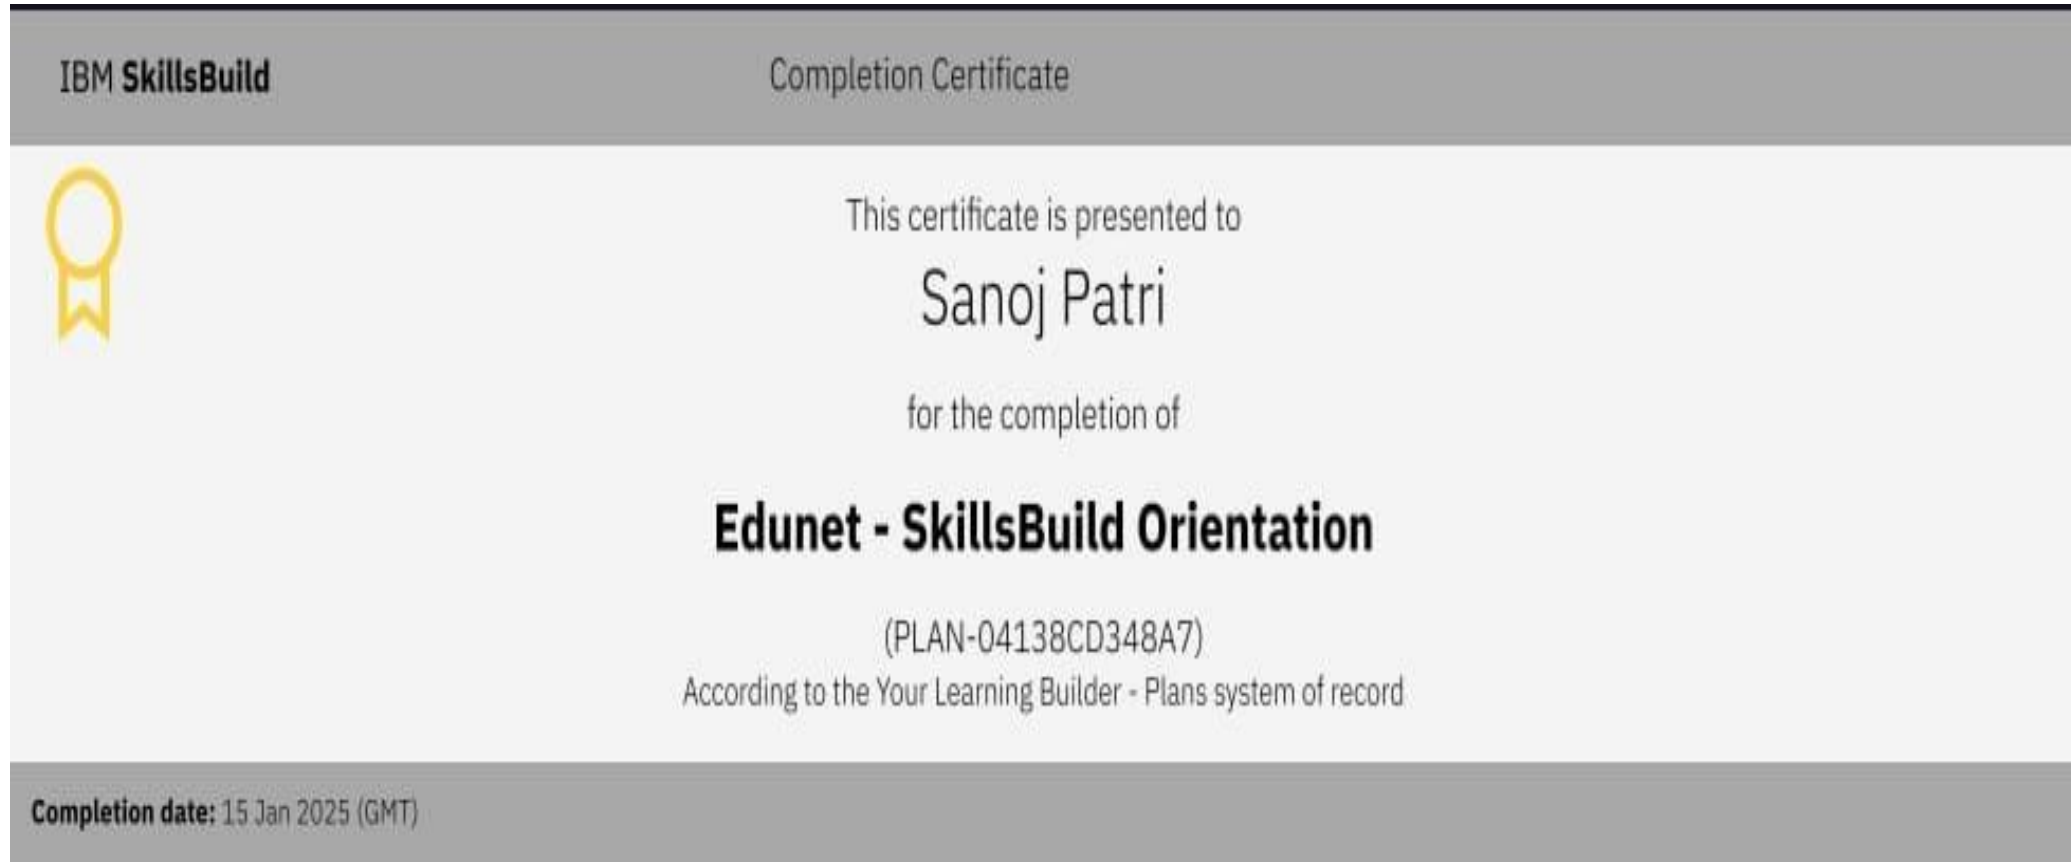 IBM SkillsBuild
Completion Certificate
This certificate is presented to
Sanoj Patri
for the completion of
Edunet - SkillsBuild Orientation
(PLAN-04138CD348A7)
According to the Your Learning Builder - Plans system of record
Completion date: 15 Jan 2025 (GMT)